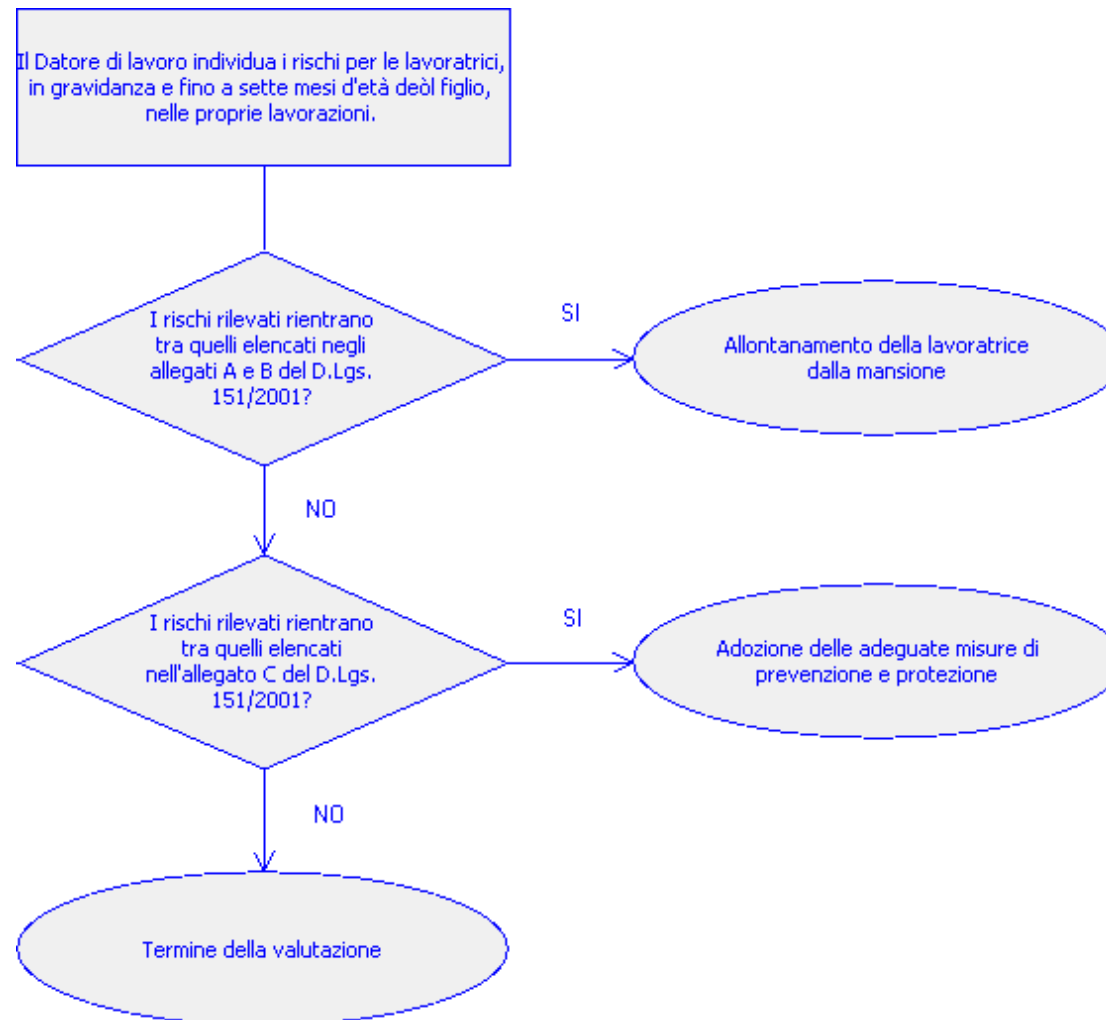 Il Datore di lavoro individua i rischi per le lavoratrici,
in gravidanza e fino a sette mesi d'età deòl figlio,
nelle proprie lavorazioni.
I rischi rilevati rientrano
tra quelli elencati negli
allegati A e B del D.Lgs.
151/2001?
SI
Allontanamento della lavoratrice
dalla mansione
NO
I rischi rilevati rientrano
tra quelli elencati
nell'allegato C del D.Lgs.
151/2001?
SI
Adozione delle adeguate misure di
prevenzione e protezione
NO
Termine della valutazione